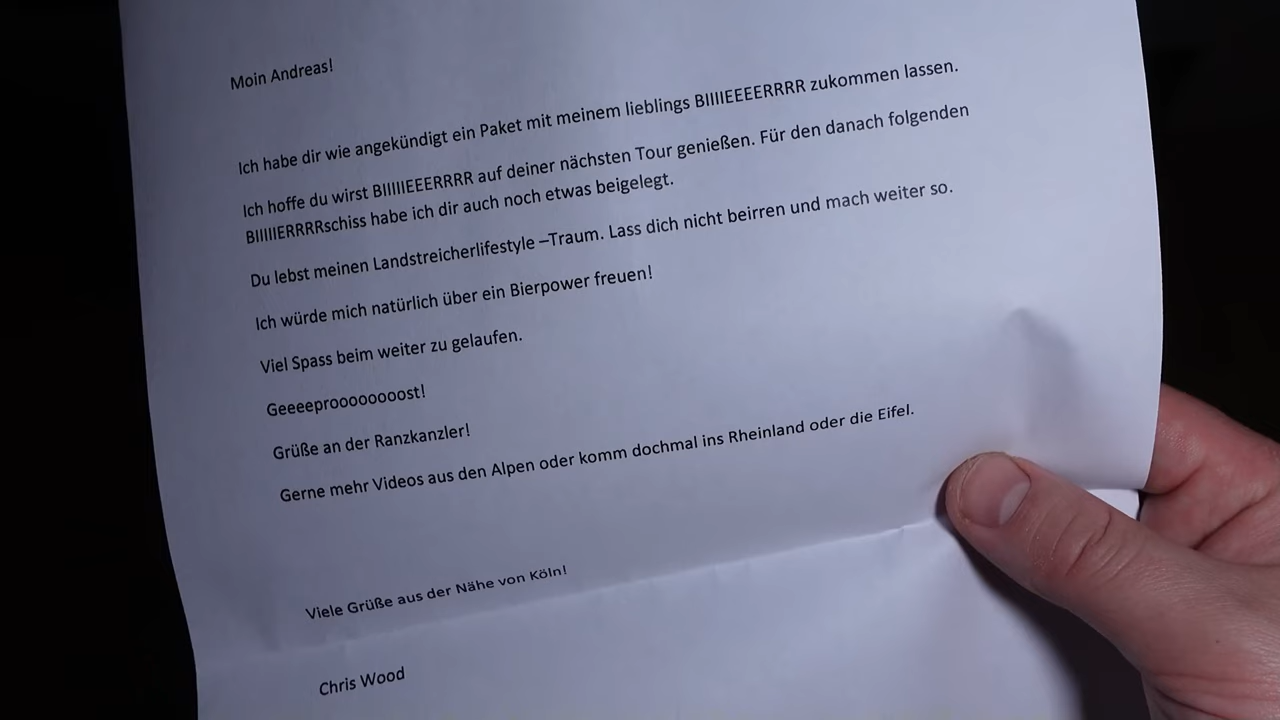 Moin Andreas!
Ich habe dir wie angekündigt ein Paket mit meinem lieblings BIIIIEEEERRRR zukommen lassen.
Ich hoffe du wirst BIIIIIEEERRRR auf deiner nächsten Tour genießen. Für den danach folgenden
BIIIIIERRRRschiss habe ich dir auch noch etwas beigelegt.
Du lebst meinen Landstreicherlifestyle –Traum. Lass dich nicht beirren und mach weiter so.
Ich würde mich natürlich über ein Bierpower freuen!
Viel Spass beim weiter zu gelaufen.
Geeeeprooooooooost!
Grüße an der Ranzkanzler!
Gerne mehr Videos aus den Alpen oder komm dochmal ins Rheinland oder die Eifel.
Viele Grüße aus der Nähe von Köln!
Chris Wood